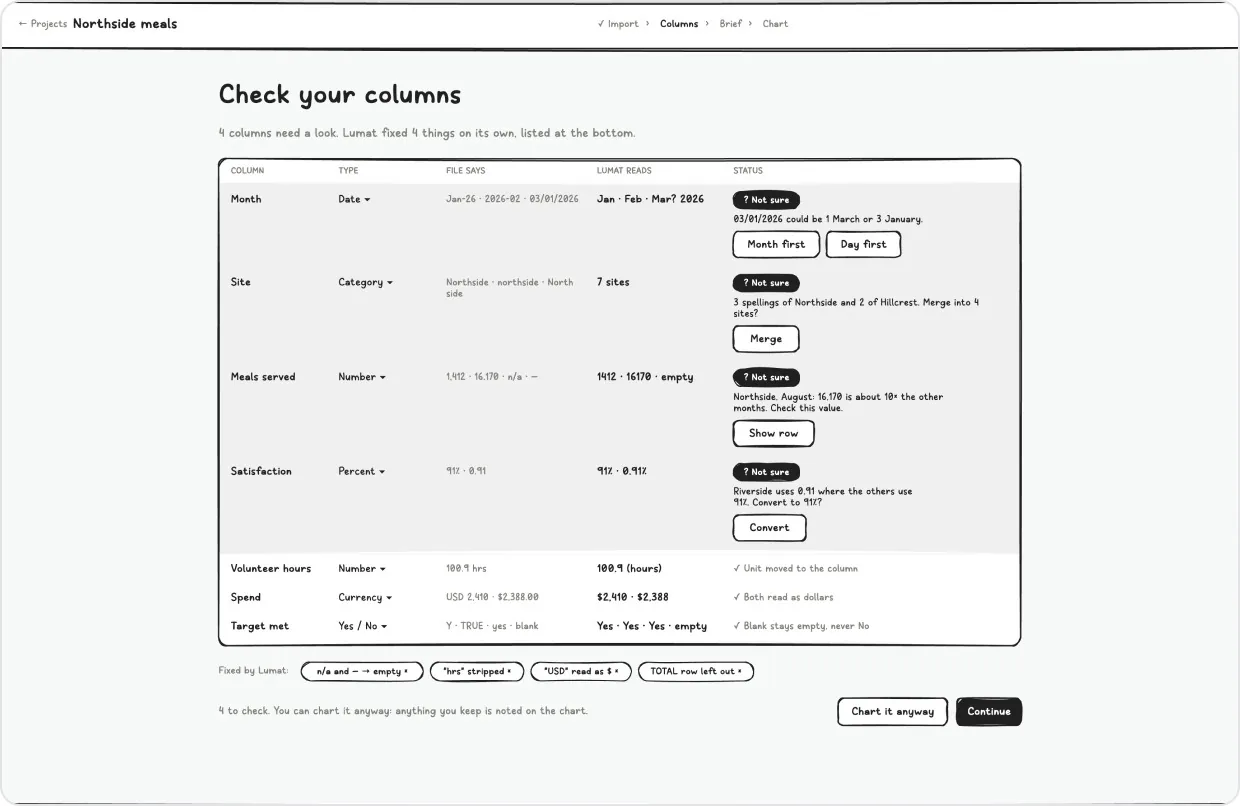 ← Projects Northside meals
✓ Import › Columns › Brief › Chart
Check your columns
4 columns need a look. Lumat fixed 4 things on its own, listed at the bottom.
COLUMN TYPE FILE SAYS LUMAT READS STATUS
Month Date Jan-26 · 2026-02 · 03/01/2026 Jan · Feb · Mar? 2026 ? Not sure
03/01/2026 could be 1 March or 3 January.
Month first Day first
Site Category Northside · northside · North 7 sites ? Not sure
side
3 spellings of Northside and 2 of Hillcrest. Merge into 4
sites?
Merge
Meals served Number 1,412 · 16,170 · n/a · — 1412 · 16170 · empty ? Not sure
Northside, August: 16,170 is about 10× the other
months. Check this value.
Show row
Satisfaction Percent 91% · 0.91 91% · 0.91% ? Not sure
Riverside uses 0.91 where the others use
91%. Convert to 91%?
Convert
Volunteer hours Number 100.9 hrs 100.9 (hours) ✓ Unit moved to the column
Spend Currency USD 2,410 · $2,388.00 $2,410 · $2,388 ✓ Both read as dollars
Target met Yes / No Y · TRUE · yes · blank Yes · Yes · Yes · empty ✓ Blank stays empty, never No
Fixed by Lumat: n/a and — → empty × "hrs" stripped × "USD" read as $ × TOTAL row left out ×
4 to check. You can chart it anyway: anything you keep is noted on the chart.
Chart it anyway Continue